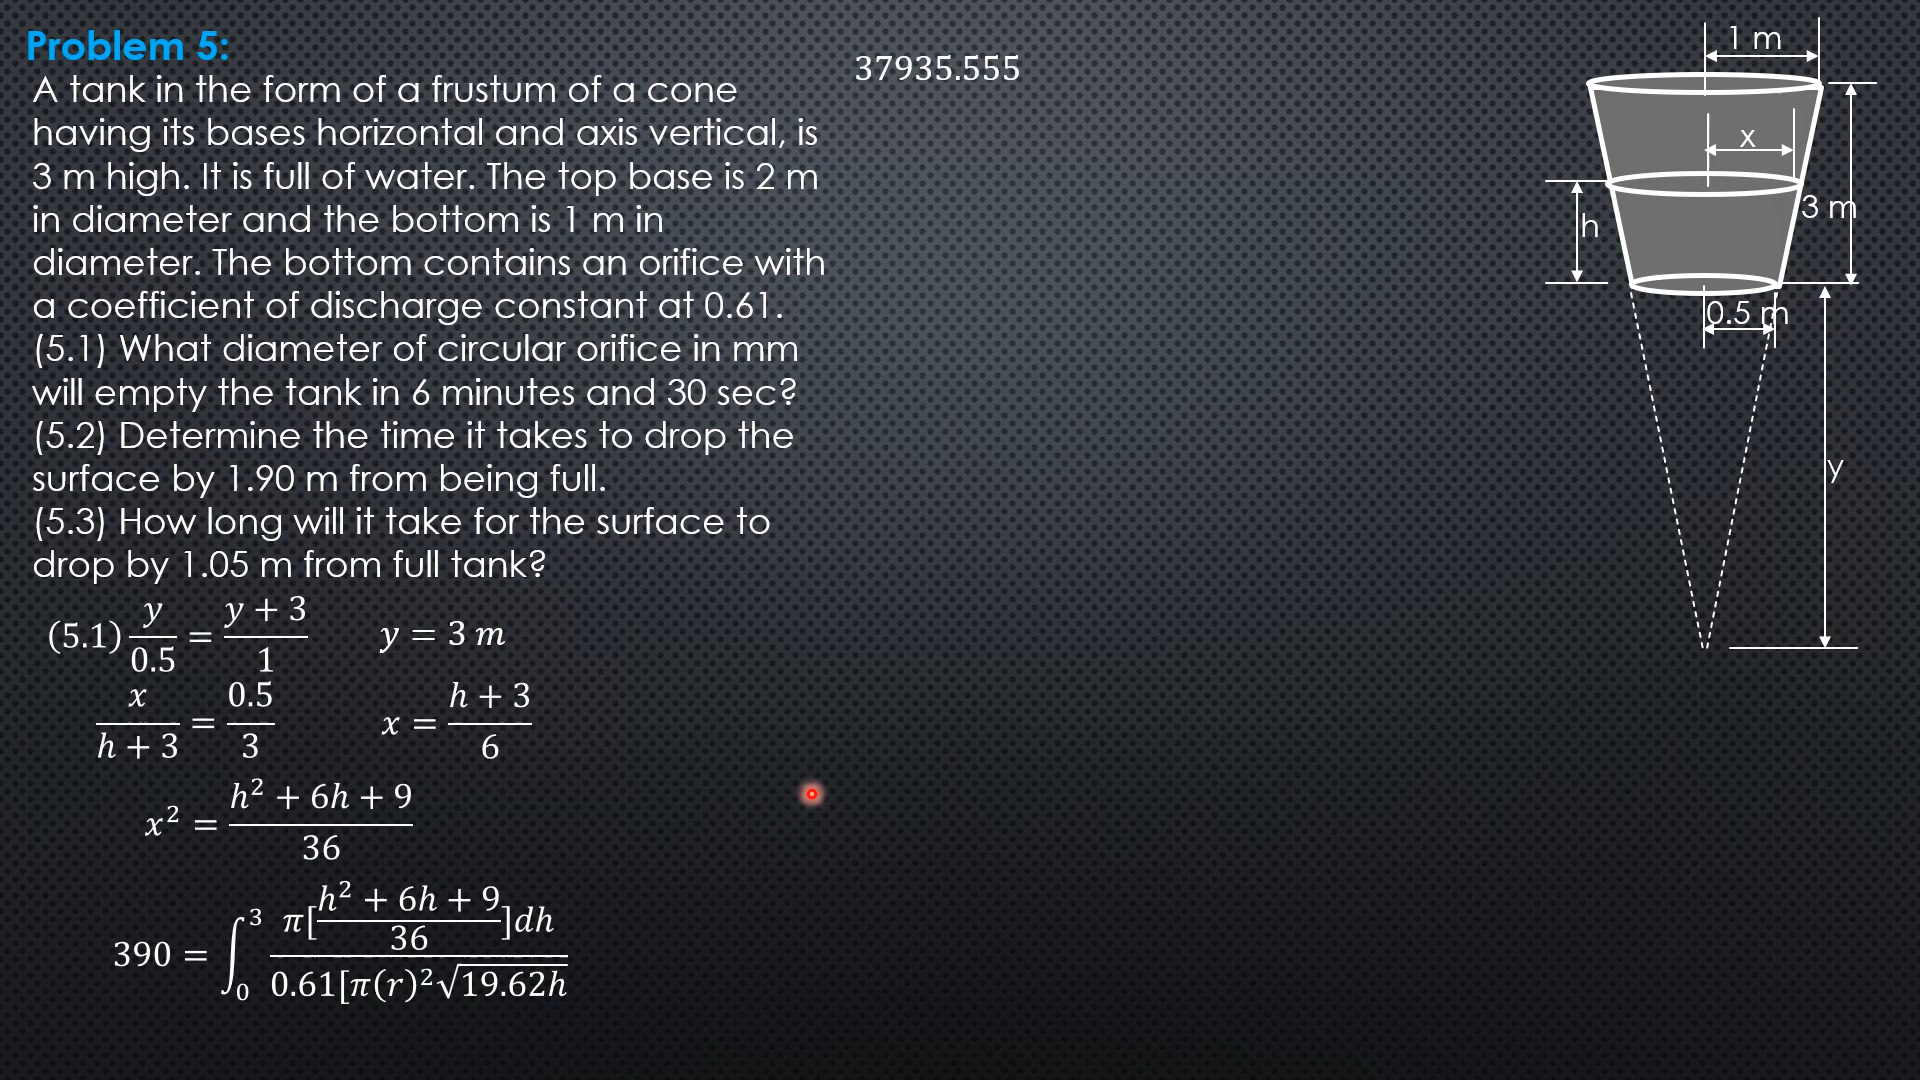 Problem 5:
A tank in the form of a frustum of a cone
having its bases horizontal and axis vertical, is
3 m high. It is full of water. The top base is 2 m
in diameter and the bottom is 1 m in
diameter. The bottom contains an orifice with
a coefficient of discharge constant at 0.61.
(5.1) What diameter of circular orifice in mm
will empty the tank in 6 minutes and 30 sec?
(5.2) Determine the time it takes to drop the
surface by 1.90 m from being full.
(5.3) How long will it take for the surface to
drop by 1.05 m from full tank?
(5.1) y/0.5 = (y + 3)/1 y = 3 m
x/(h + 3) = 0.5/3 x = (h + 3)/6
x² = (h² + 6h + 9)/36
390 = ∫₀³ π[(h² + 6h + 9)/36]dh / 0.61[π(r)²√19.62h
37935.555
1 m
x
h
3 m
0.5 m
y